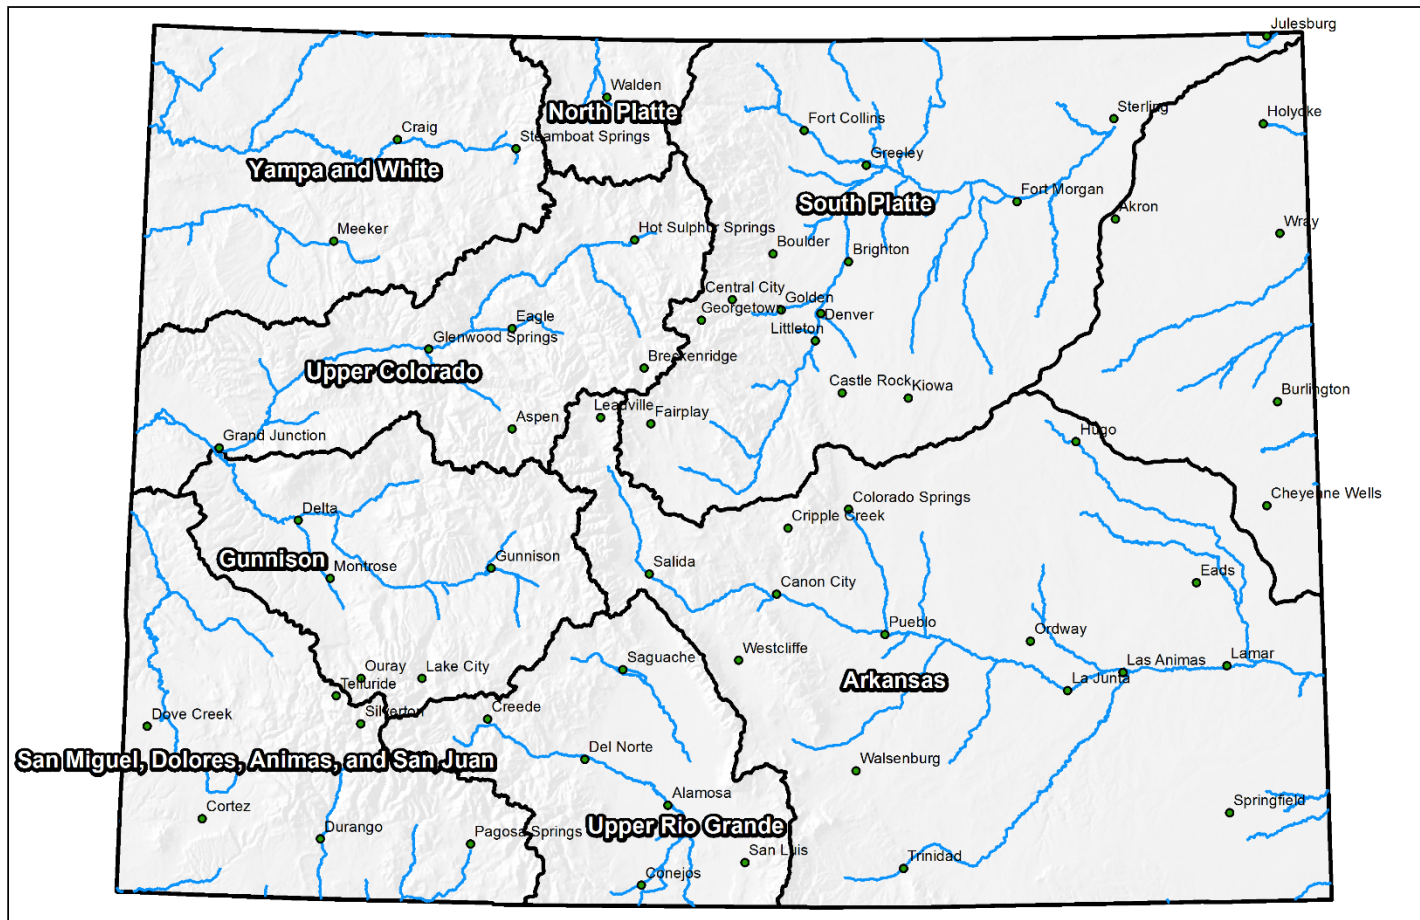 Julesburg
Walden
North Platte
Sterling
Holyoke
Fort Collins
Craig
Steamboat Springs
Greeley
Yampa and White
South Platte
Fort Morgan
Akron
Wray
Meeker
Hot Sulphur Springs
Boulder
Brighton
Central City
Golden
Georgetown
Denver
Eagle
Littleton
Glenwood Springs
Breckenridge
Upper Colorado
Castle Rock
Kiowa
Burlington
Leadville
Fairplay
Aspen
Hugo
Grand Junction
Cheyenne Wells
Colorado Springs
Delta
Cripple Creek
Gunnison
Gunnison
Montrose
Salida
Canon City
Eads
Pueblo
Ordway
Westcliffe
Saguache
Ouray
Lake City
Las Animas
Lamar
Arkansas
Telluride
La Junta
Dove Creek
Silverton
Creede
San Miguel, Dolores, Animas, and San Juan
Del Norte
Walsenburg
Alamosa
Springfield
Cortez
Upper Rio Grande
Durango
Pagosa Springs
San Luis
Trinidad
Conejos